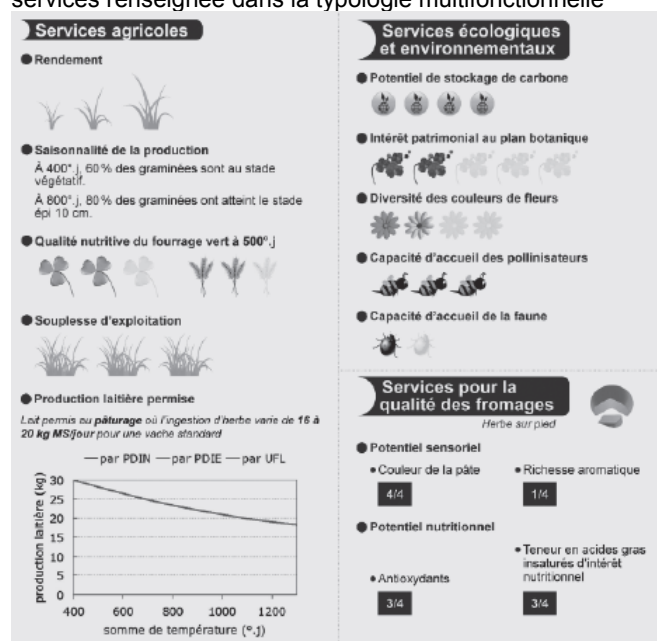 services renseignée dans la typologie multifonctionnelle
Services agricoles
Rendement
Saisonnalité de la production
À 400°.j, 60 % des graminées sont au stade
végétatif.
À 800°.j, 80 % des graminées ont atteint le stade
épi 10 cm.
Qualité nutritive du fourrage vert à 500°.j
Souplesse d'exploitation
Production laitière permise
Lait permis au pâturage où l'ingestion d'herbe varie de 16 à
20 kg MS/jour pour une vache standard
par PDIN par PDIE par UFL
production laitière (kg)
30
25
20
15
10
5
0
400 600 800 1000 1200
somme de température (°.j)
Services écologiques
et environnementaux
Potentiel de stockage de carbone
Intérêt patrimonial au plan botanique
Diversité des couleurs de fleurs
Capacité d'accueil des pollinisateurs
Capacité d'accueil de la faune
Services pour la
qualité des fromages
Herbe sur pied
Potentiel sensoriel
• Couleur de la pâte
4/4
• Richesse aromatique
1/4
Potentiel nutritionnel
• Antioxydants
3/4
• Teneur en acides gras
insaturés d'intérêt
nutritionnel
3/4